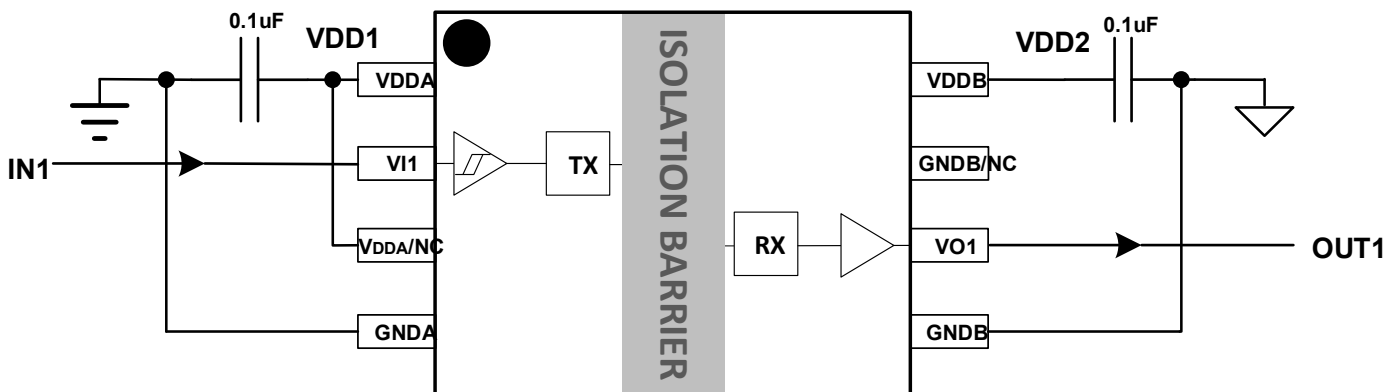 0.1uF
VDD1
VDDA
IN1
VI1
VDDA/NC
GNDA
TX
ISOLATION BARRIER
RX
VDD2
0.1uF
VDDB
GNDB/NC
VO1
OUT1
GNDB